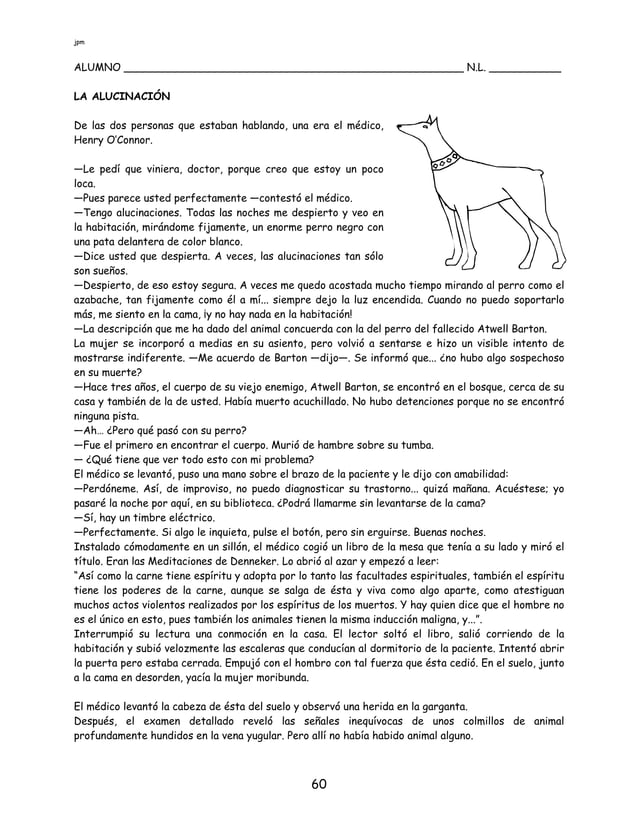 jpm
ALUMNO ______________________________________________________ N.L. ___________
LA ALUCINACIÓN
De las dos personas que estaban hablando, una era el médico,
Henry O'Connor.
—Le pedí que viniera, doctor, porque creo que estoy un poco
loca.
—Pues parece usted perfectamente —contestó el médico.
—Tengo alucinaciones. Todas las noches me despierto y veo en
la habitación, mirándome fijamente, un enorme perro negro con
una pata delantera de color blanco.
—Dice usted que despierta. A veces, las alucinaciones tan sólo
son sueños.
—Despierto, de eso estoy segura. A veces me quedo acostada mucho tiempo mirando al perro como el
azabache, tan fijamente como él a mí... siempre dejo la luz encendida. Cuando no puedo soportarlo
más, me siento en la cama, ¡y no hay nada en la habitación!
—La descripción que me ha dado del animal concuerda con la del perro del fallecido Atwell Barton.
La mujer se incorporó a medias en su asiento, pero volvió a sentarse e hizo un visible intento de
mostrarse indiferente. —Me acuerdo de Barton —dijo—. Se informó que... ¿no hubo algo sospechoso
en su muerte?
—Hace tres años, el cuerpo de su viejo enemigo, Atwell Barton, se encontró en el bosque, cerca de su
casa y también de la de usted. Había muerto acuchillado. No hubo detenciones porque no se encontró
ninguna pista.
—Ah... ¿Pero qué pasó con su perro?
—Fue el primero en encontrar el cuerpo. Murió de hambre sobre su tumba.
— ¿Qué tiene que ver todo esto con mi problema?
El médico se levantó, puso una mano sobre el brazo de la paciente y le dijo con amabilidad:
—Perdóneme. Así, de improviso, no puedo diagnosticar su trastorno... quizá mañana. Acuéstese; yo
pasaré la noche por aquí, en su biblioteca. ¿Podrá llamarme sin levantarse de la cama?
—Sí, hay un timbre eléctrico.
—Perfectamente. Si algo le inquieta, pulse el botón, pero sin erguirse. Buenas noches.
Instalado cómodamente en un sillón, el médico cogió un libro de la mesa que tenía a su lado y miró el
título. Eran las Meditaciones de Denneker. Lo abrió al azar y empezó a leer:
“Así como la carne tiene espíritu y adopta por lo tanto las facultades espirituales, también el espíritu
tiene los poderes de la carne, aunque se salga de ésta y viva como algo aparte, como atestiguan
muchos actos violentos realizados por los espíritus de los muertos. Y hay quien dice que el hombre no
es el único en esto, pues también los animales tienen la misma inducción maligna, y...”.
Interrumpió su lectura una conmoción en la casa. El lector soltó el libro, salió corriendo de la
habitación y subió velozmente las escaleras que conducían al dormitorio de la paciente. Intentó abrir
la puerta pero estaba cerrada. Empujó con el hombro con tal fuerza que ésta cedió. En el suelo, junto
a la cama en desorden, yacía la mujer moribunda.
El médico levantó la cabeza de ésta del suelo y observó una herida en la garganta.
Después, el examen detallado reveló las señales inequívocas de unos colmillos de animal
profundamente hundidos en la vena yugular. Pero allí no había habido animal alguno.
60